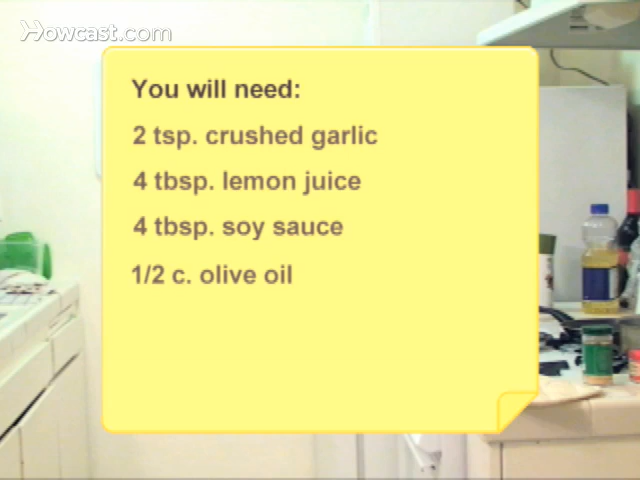 Howcast.com
You will need:
2 tsp. crushed garlic
4 tbsp. lemon juice
4 tbsp. soy sauce
1/2 c. olive oil